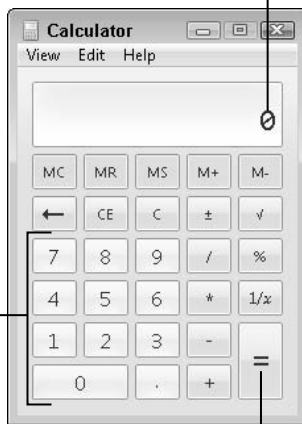 Calculator
View Edit Help
0
MC MR MS M+ M-
← CE C ± √
7 8 9 / %
4 5 6 * 1/x
1 2 3 - =
0 . +